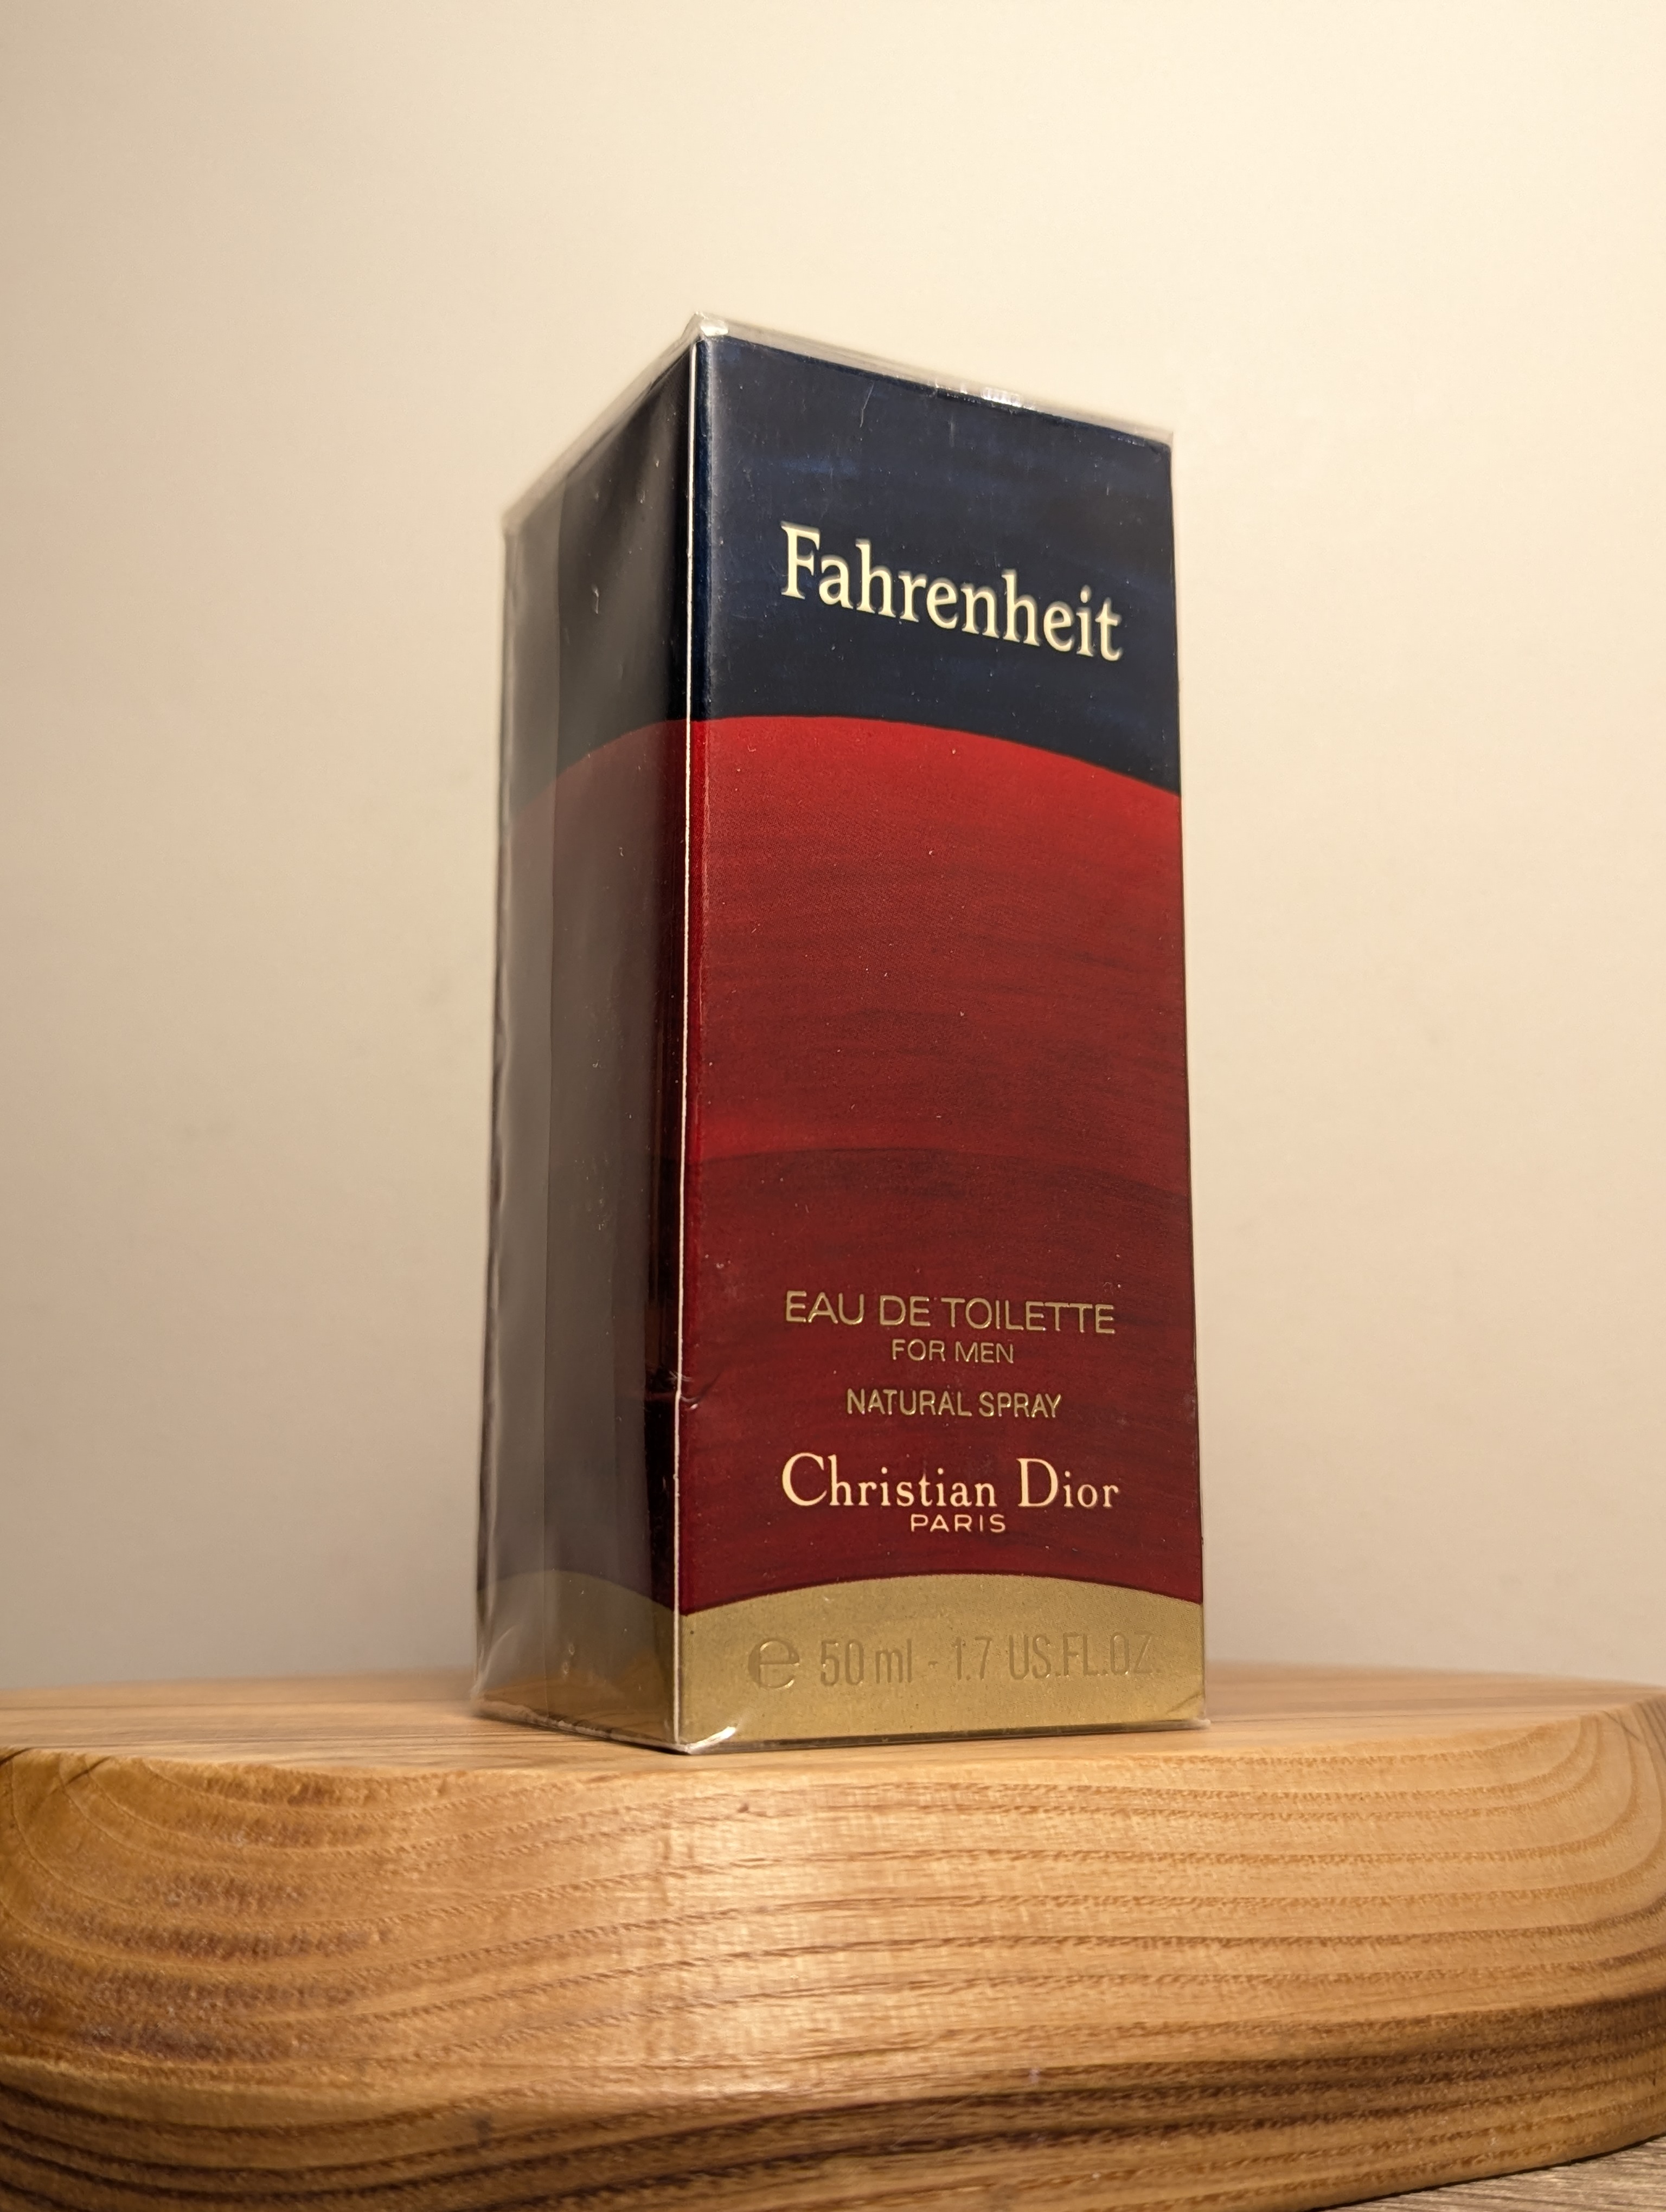 Fahrenheit
EAU DE TOILETTE
FOR MEN
NATURAL SPRAY
Christian Dior
PARIS
℮ 50 ml - 1.7 US.FL.OZ.